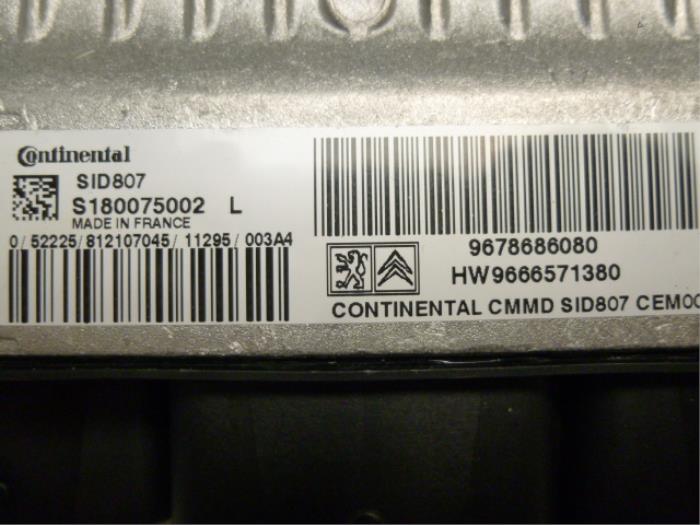 Continental
SID807
S180075002 L
MADE IN FRANCE
0/52225/812107045/11295/003A4
9678686080
HW9666571380
CONTINENTAL CMMD SID807